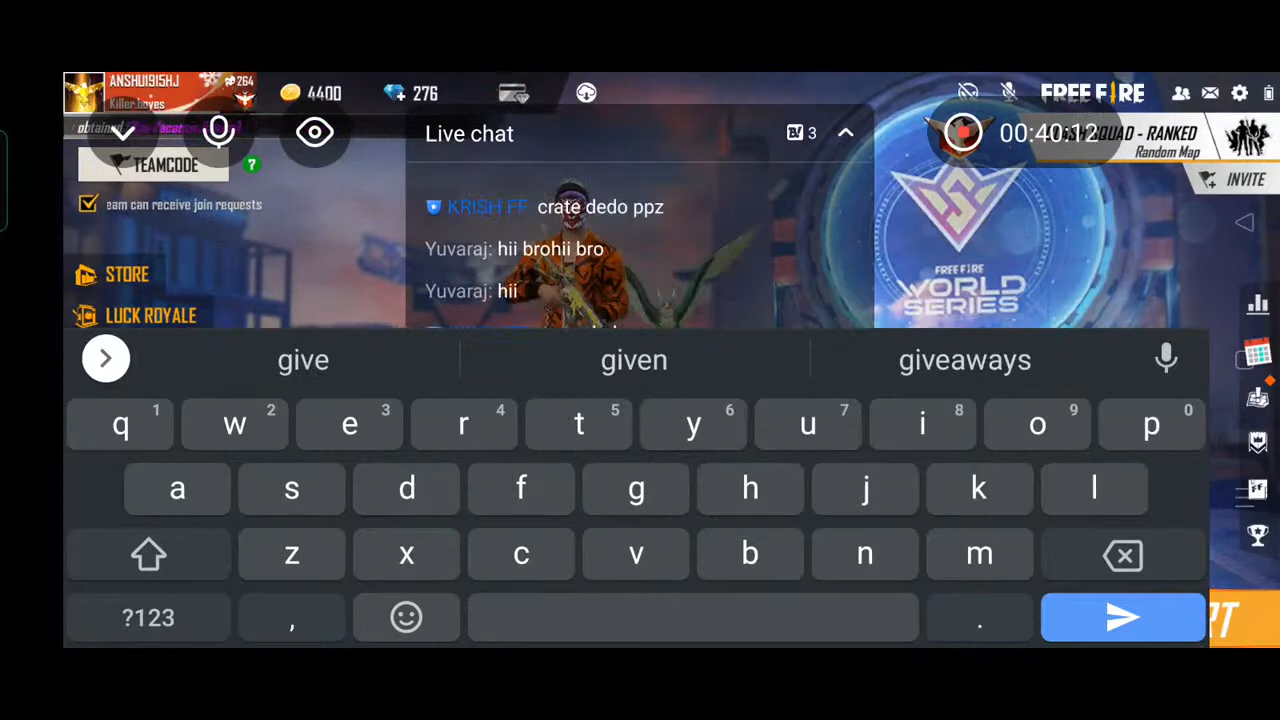 ANSHU1915HJ
264
Killer.boyes
4400
276
FREE FIRE
obtained
Live chat
3
00:40:12
SQUAD - RANKED
Random Map
TEAMCODE
?
INVITE
eam can receive join requests
KRISH FF crate dedo ppz
Yuvaraj: hii brohii bro
Yuvaraj: hii
STORE
LUCK ROYALE
FREE FIRE
WORLD
SERIES
give given giveaways
q 1 w 2 e 3 r 4 t 5 y 6 u 7 i 8 o 9 p 0
a s d f g h j k l
z x c v b n m
?123 , .
RT